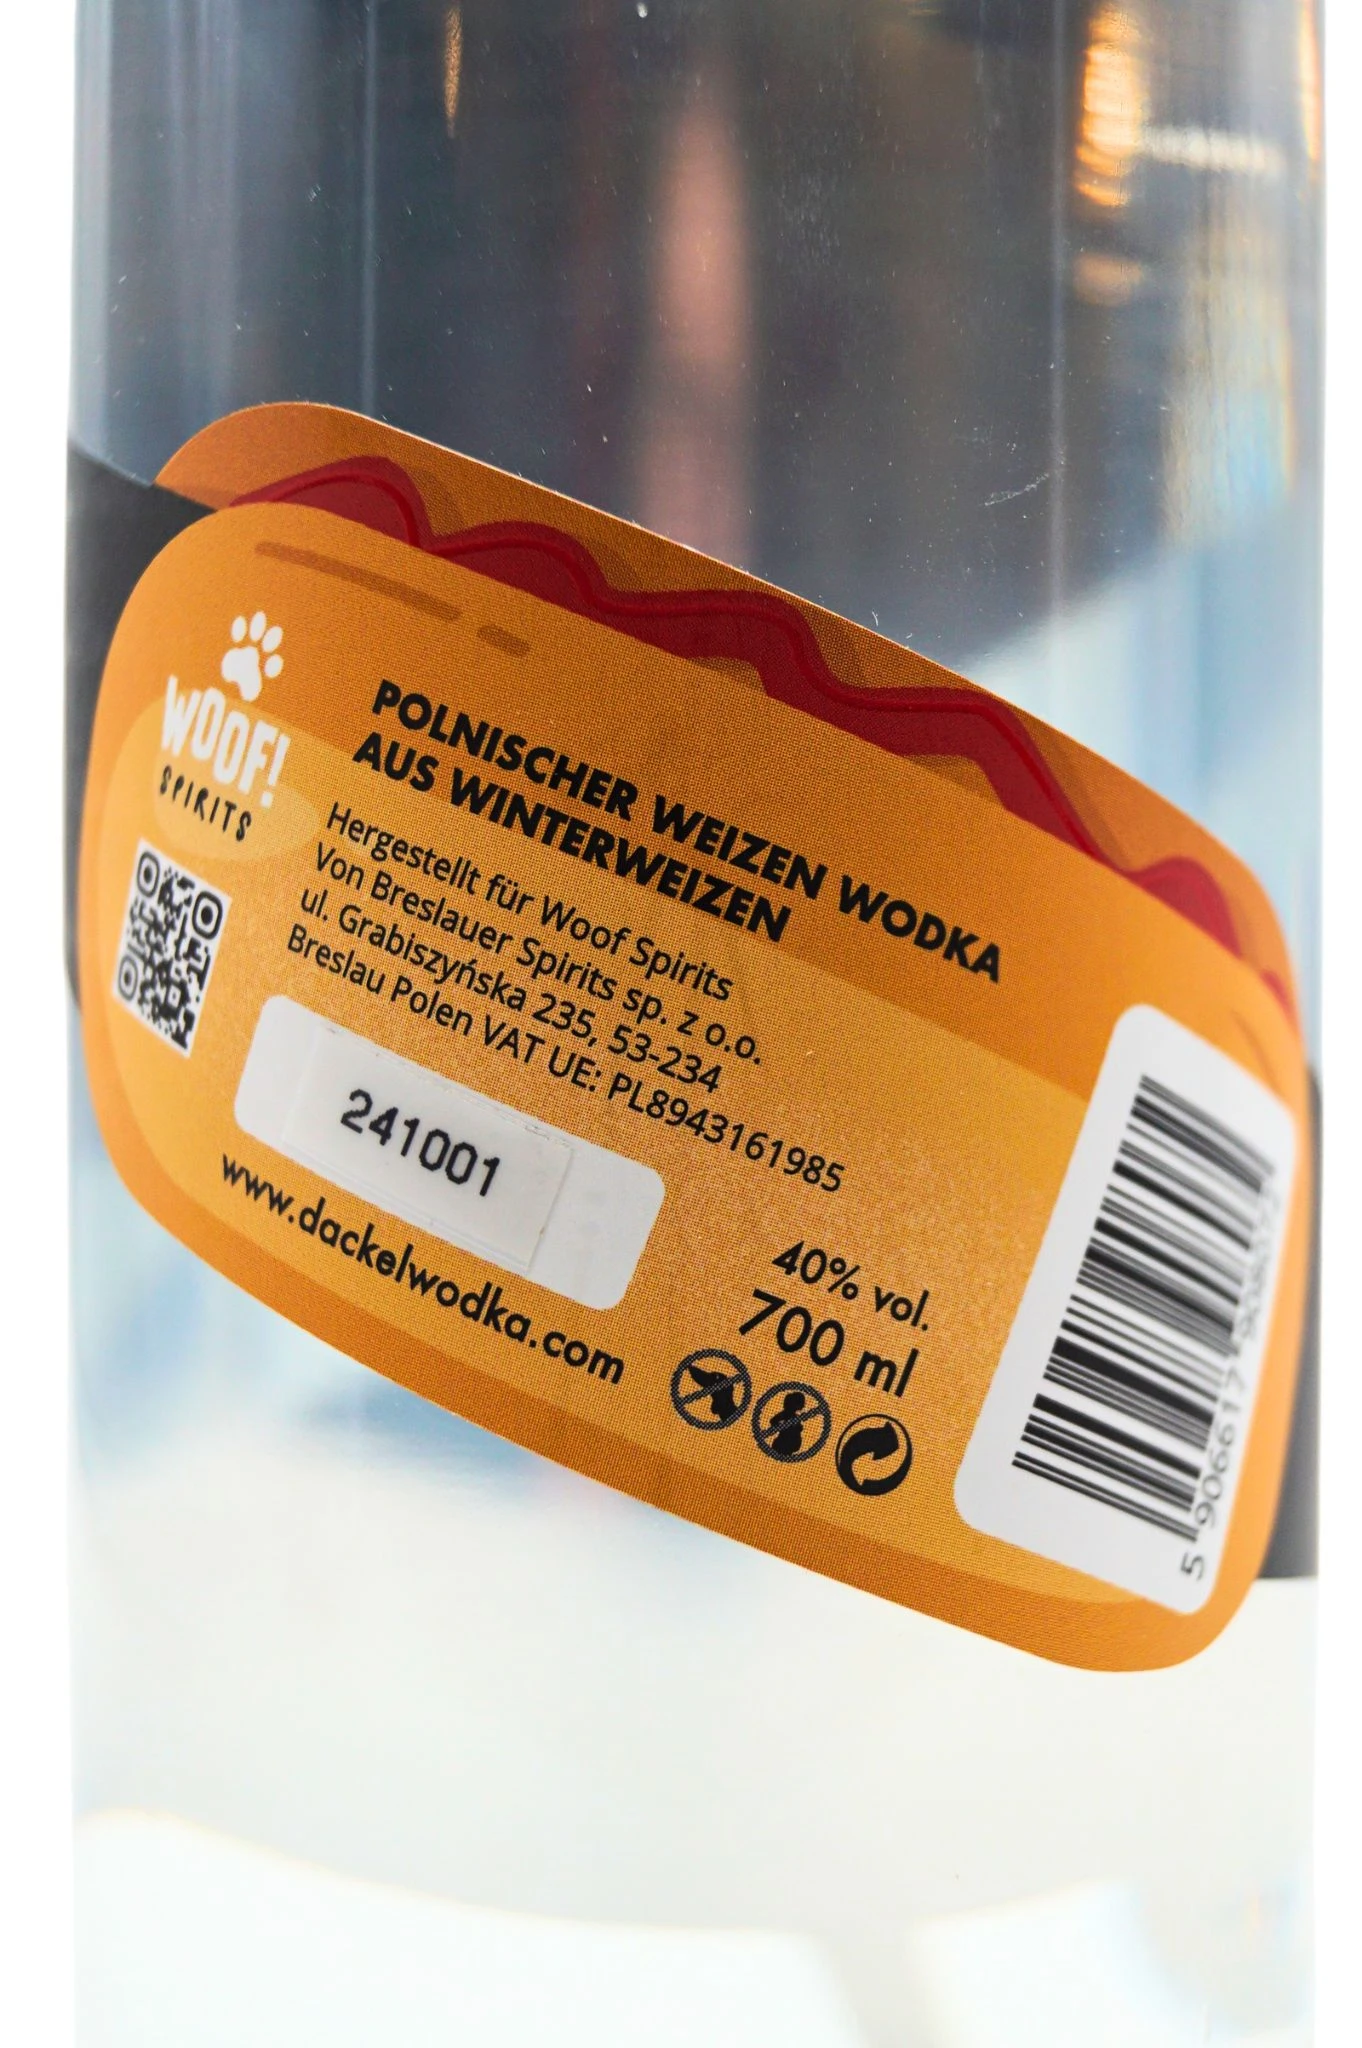 WOOF!
SPIRITS
POLNISCHER WEIZEN WODKA
AUS WINTERWEIZEN
Hergestellt für Woof Spirits
Von Breslauer Spirits sp. z o.o.
ul. Grabiszyńska 235, 53-234
Breslau Polen VAT UE: PL8943161985
241001
www.dackelwodka.com
40% vol.
700 ml